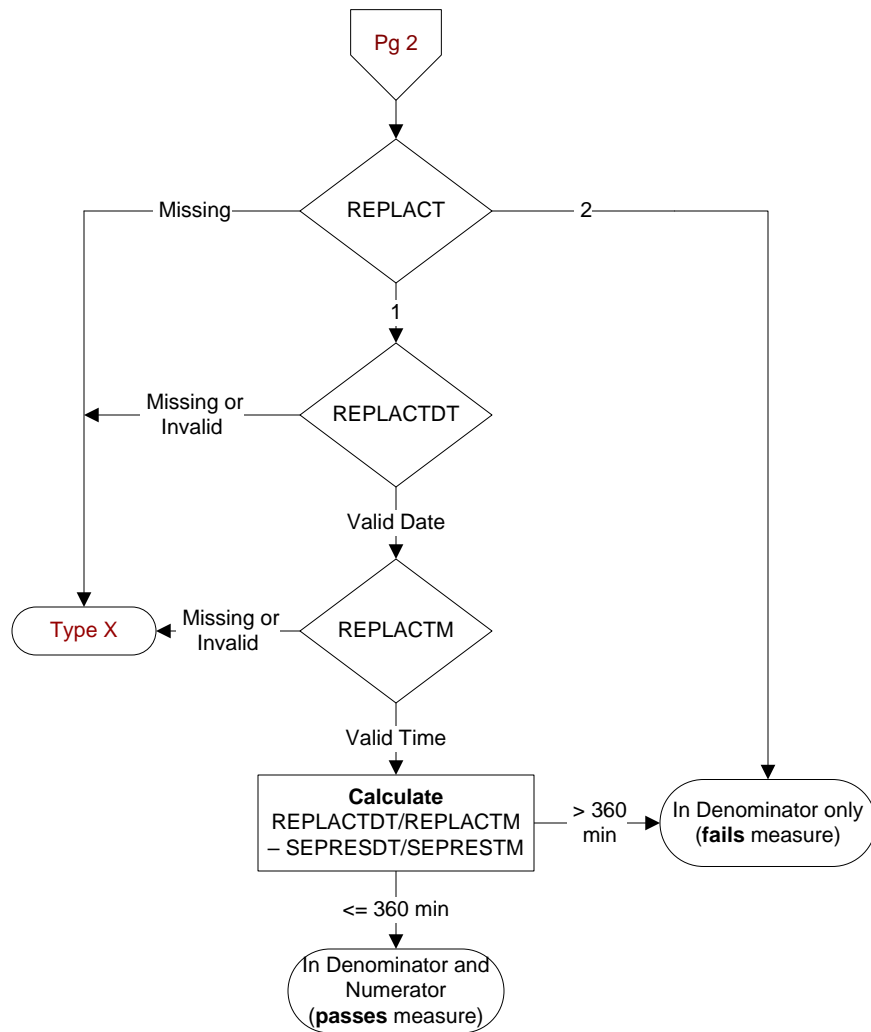 Pg 2
REPLACT
Missing
2
1
REPLACTDT
Missing or
Invalid
Valid Date
REPLACTM
Missing or
Invalid
Type X
Valid Time
Calculate
REPLACTDT/REPLACTM
– SEPRESDT/SEPRESTM
> 360
min
In Denominator only
(fails measure)
<= 360 min
In Denominator and
Numerator
(passes measure)